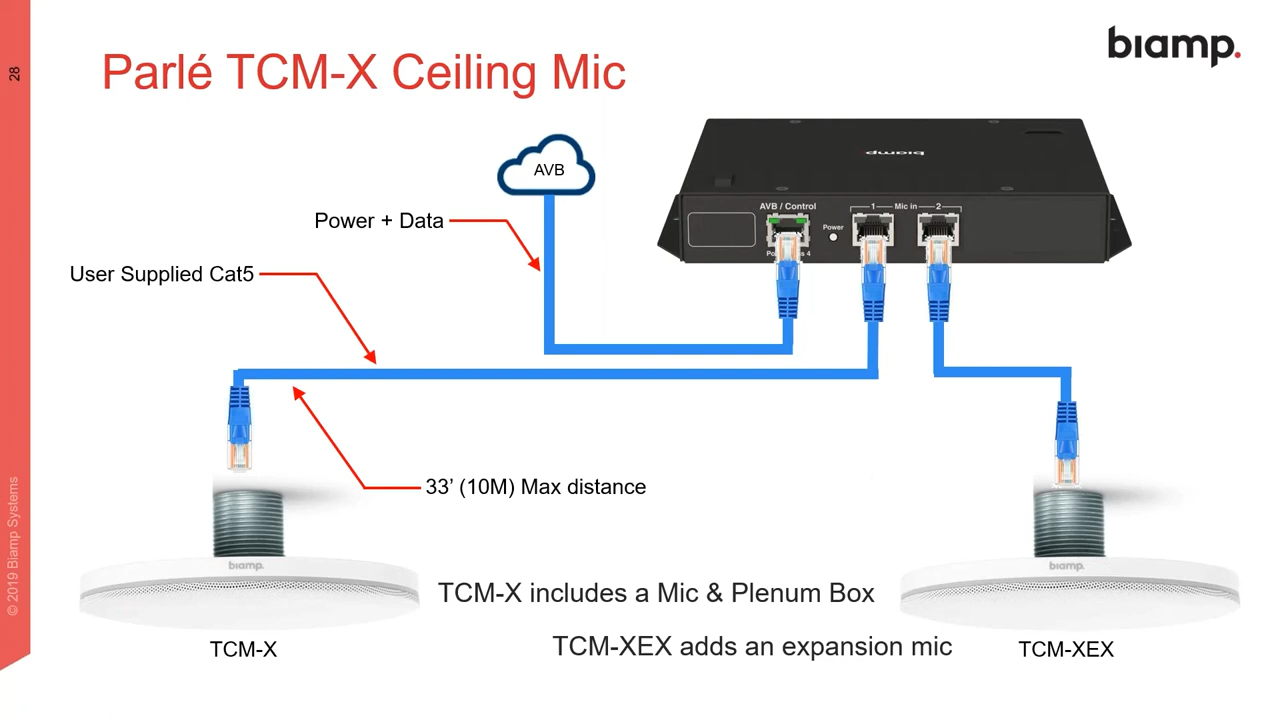 28
Parlé TCM-X Ceiling Mic
biamp.
AVB
Power + Data
User Supplied Cat5
biamp
AVB / Control
Power
1 Mic in 2
33’ (10M) Max distance
biamp.
biamp.
TCM-X includes a Mic & Plenum Box
TCM-XEX adds an expansion mic
TCM-X
TCM-XEX
© 2019 Biamp Systems